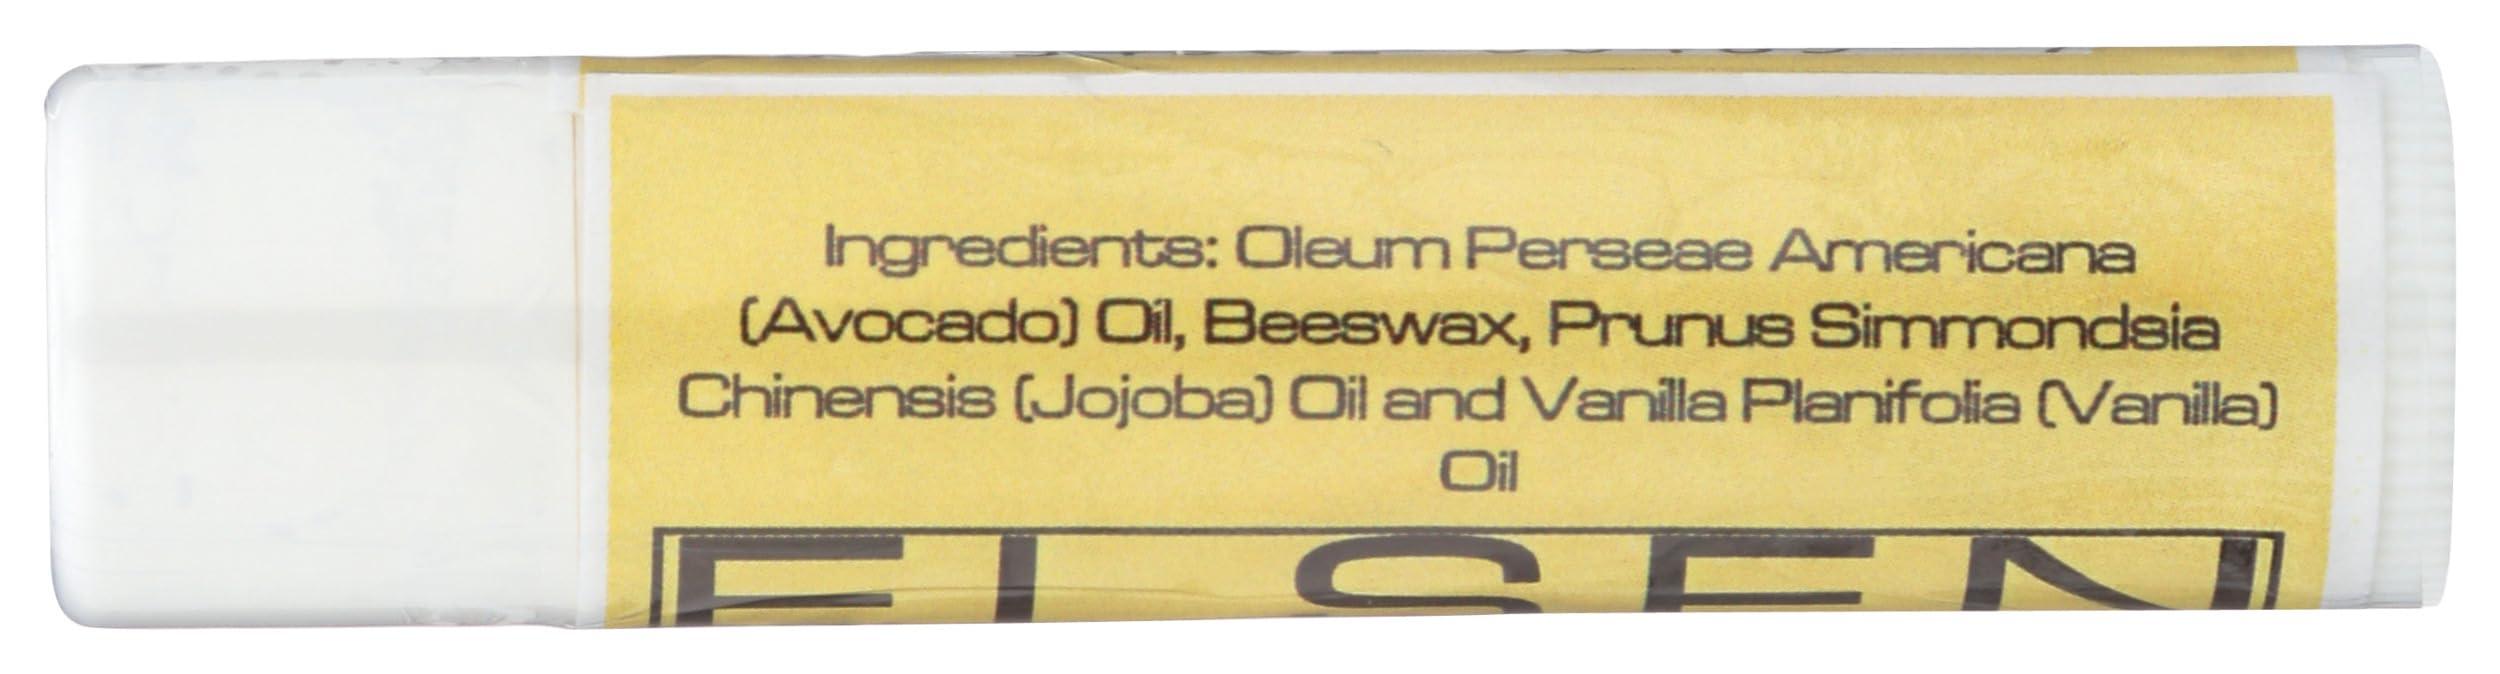 Ingredients: Oleum Perseae Americana
(Avocado) Oil, Beeswax, Prunus Simmondsia
Chinensis (Jojoba) Oil and Vanilla Planifolia (Vanilla)
Oil